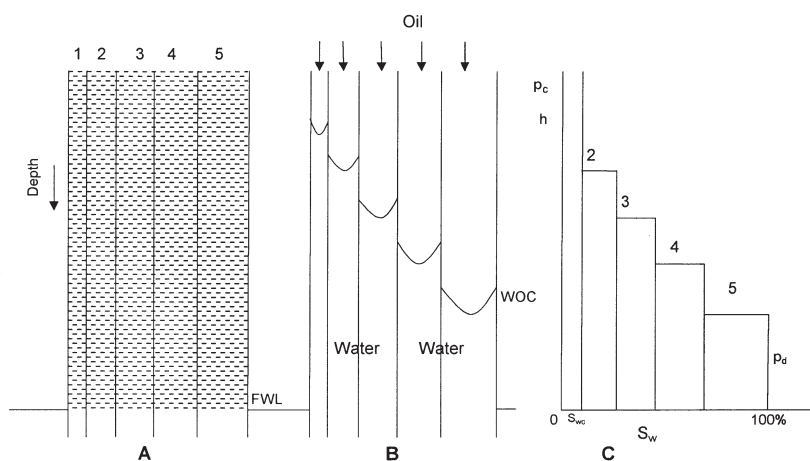 Oil
1 2 3 4 5
Depth
FWL
A
Water Water
WOC
B
pc
h
2
3
4
5
pd
0 Swc 100%
Sw
C